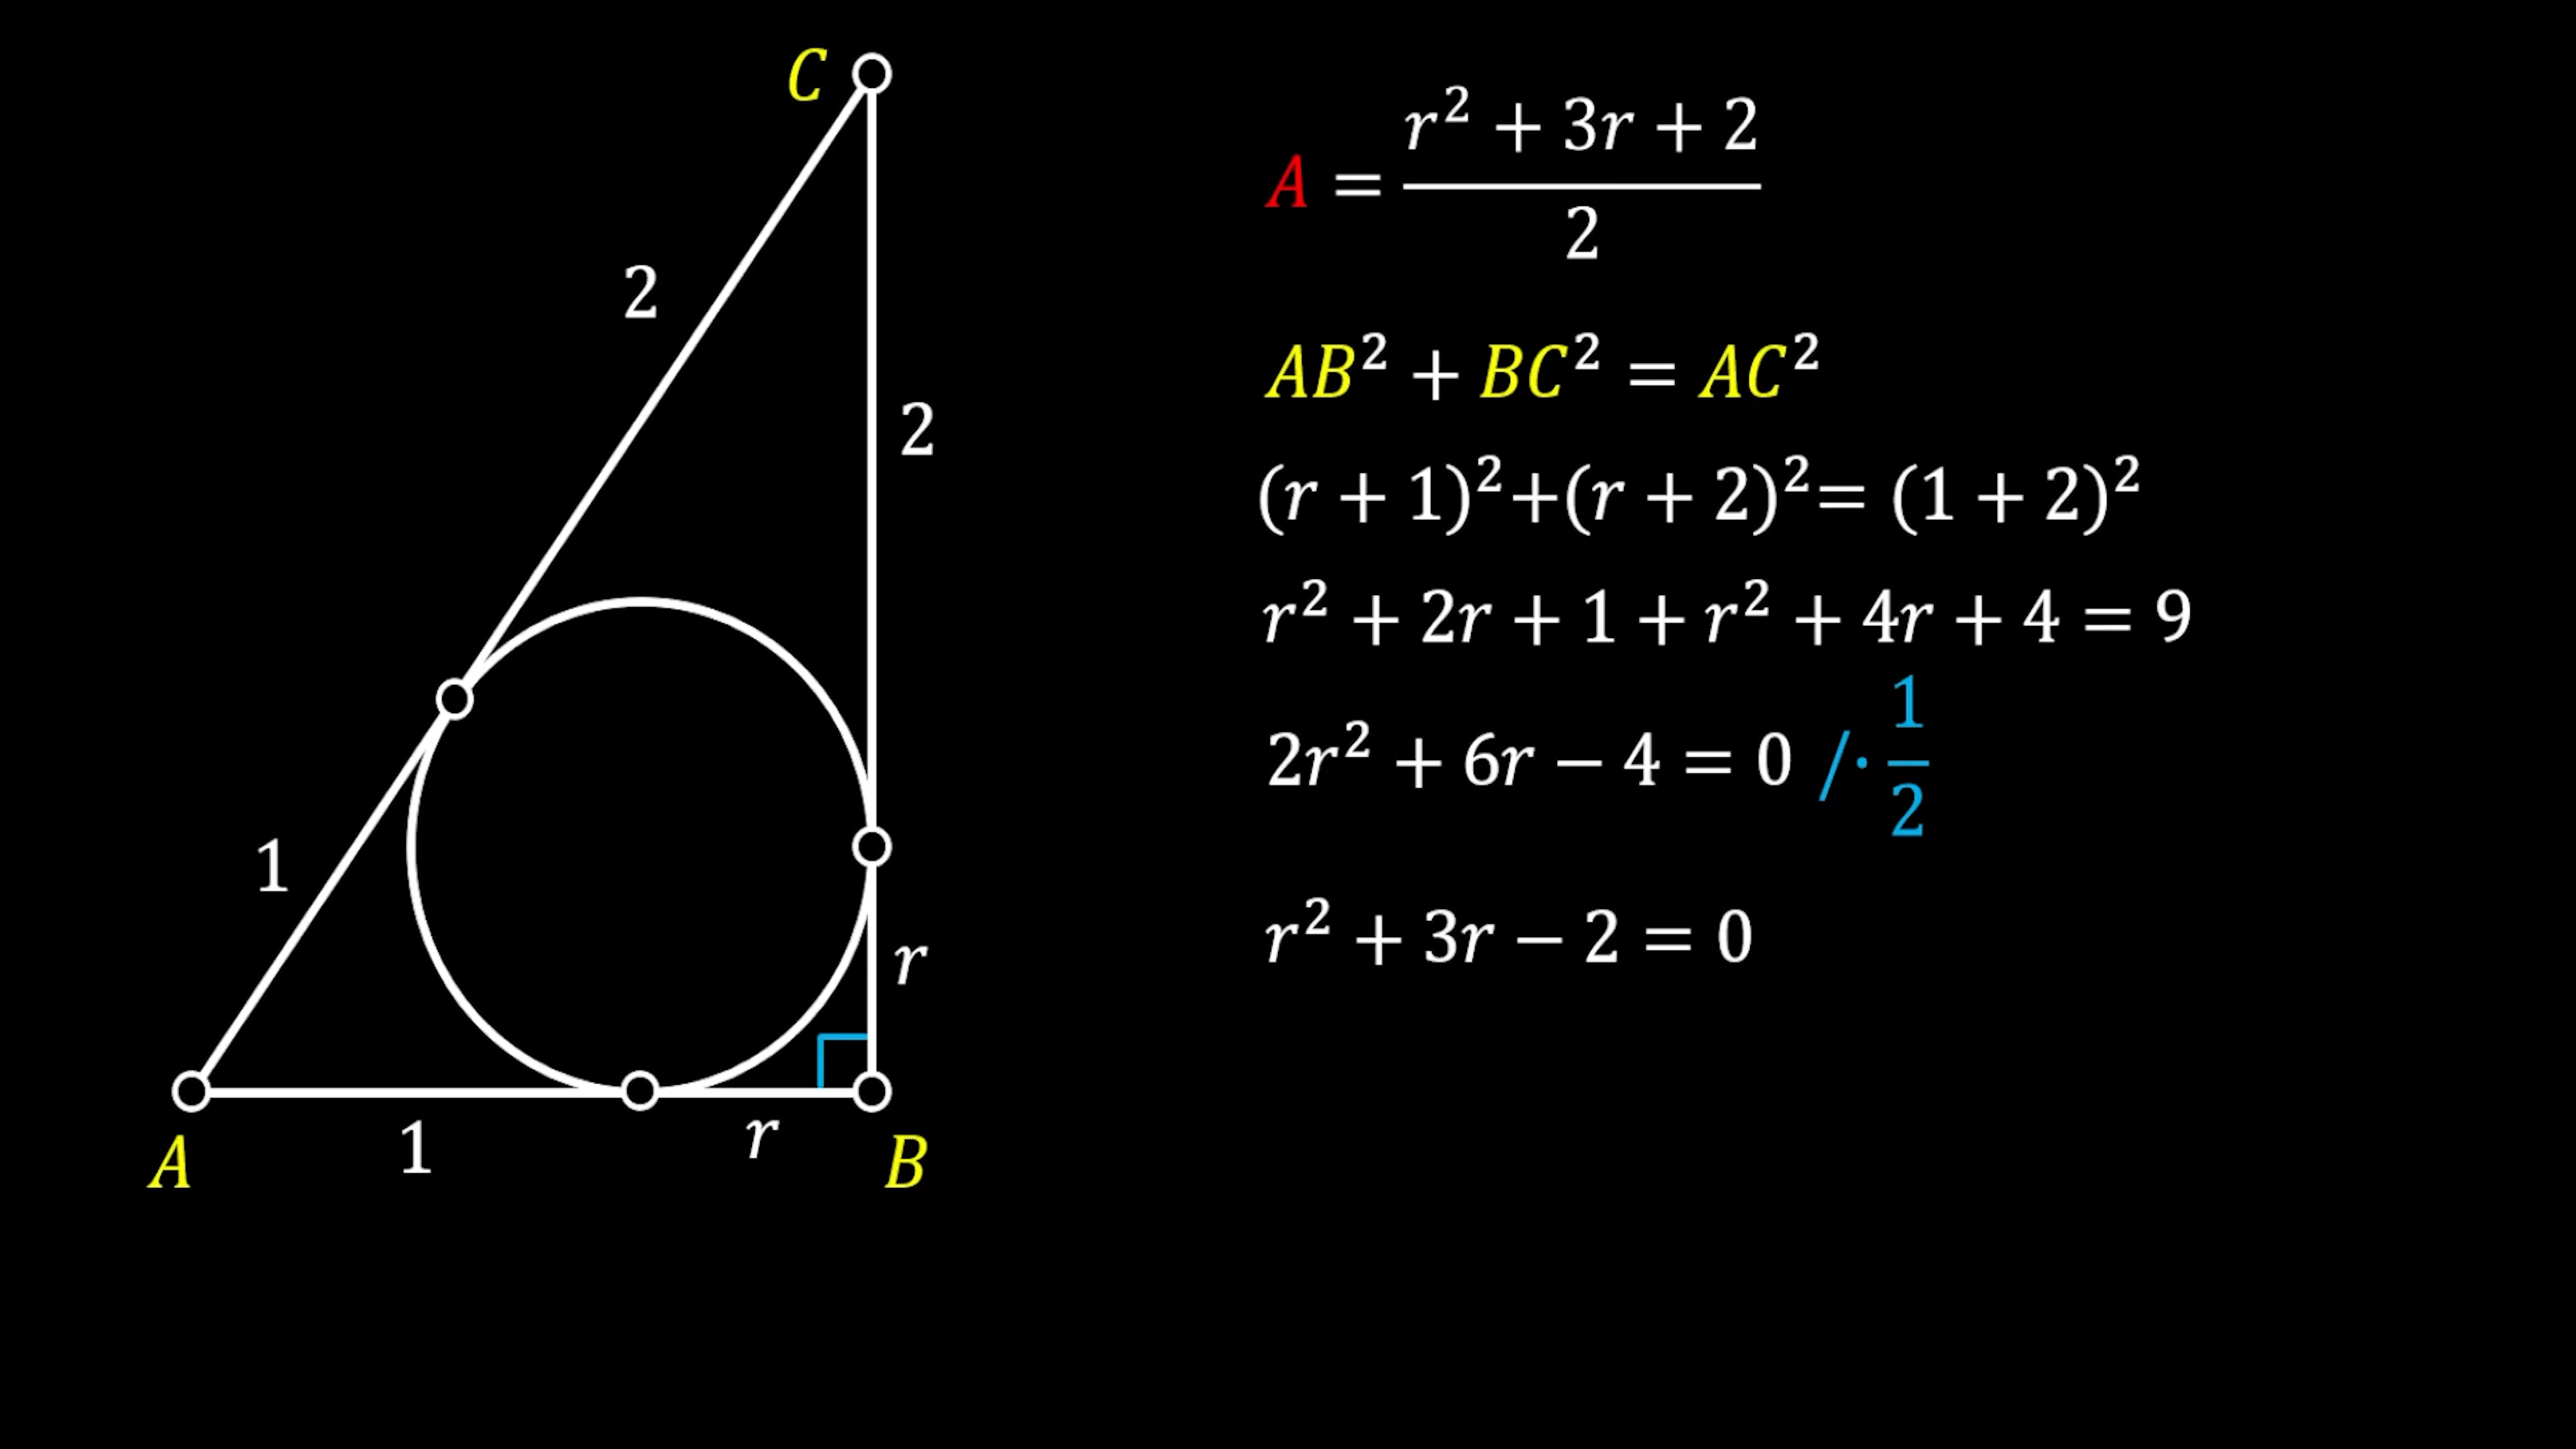 C
2
2
1
r
1
r
A
B
A = (r² + 3r + 2)/2
AB² + BC² = AC²
(r + 1)²+(r + 2)²= (1 + 2)²
r² + 2r + 1 + r² + 4r + 4 = 9
2r² + 6r − 4 = 0 /· 1/2
r² + 3r − 2 = 0